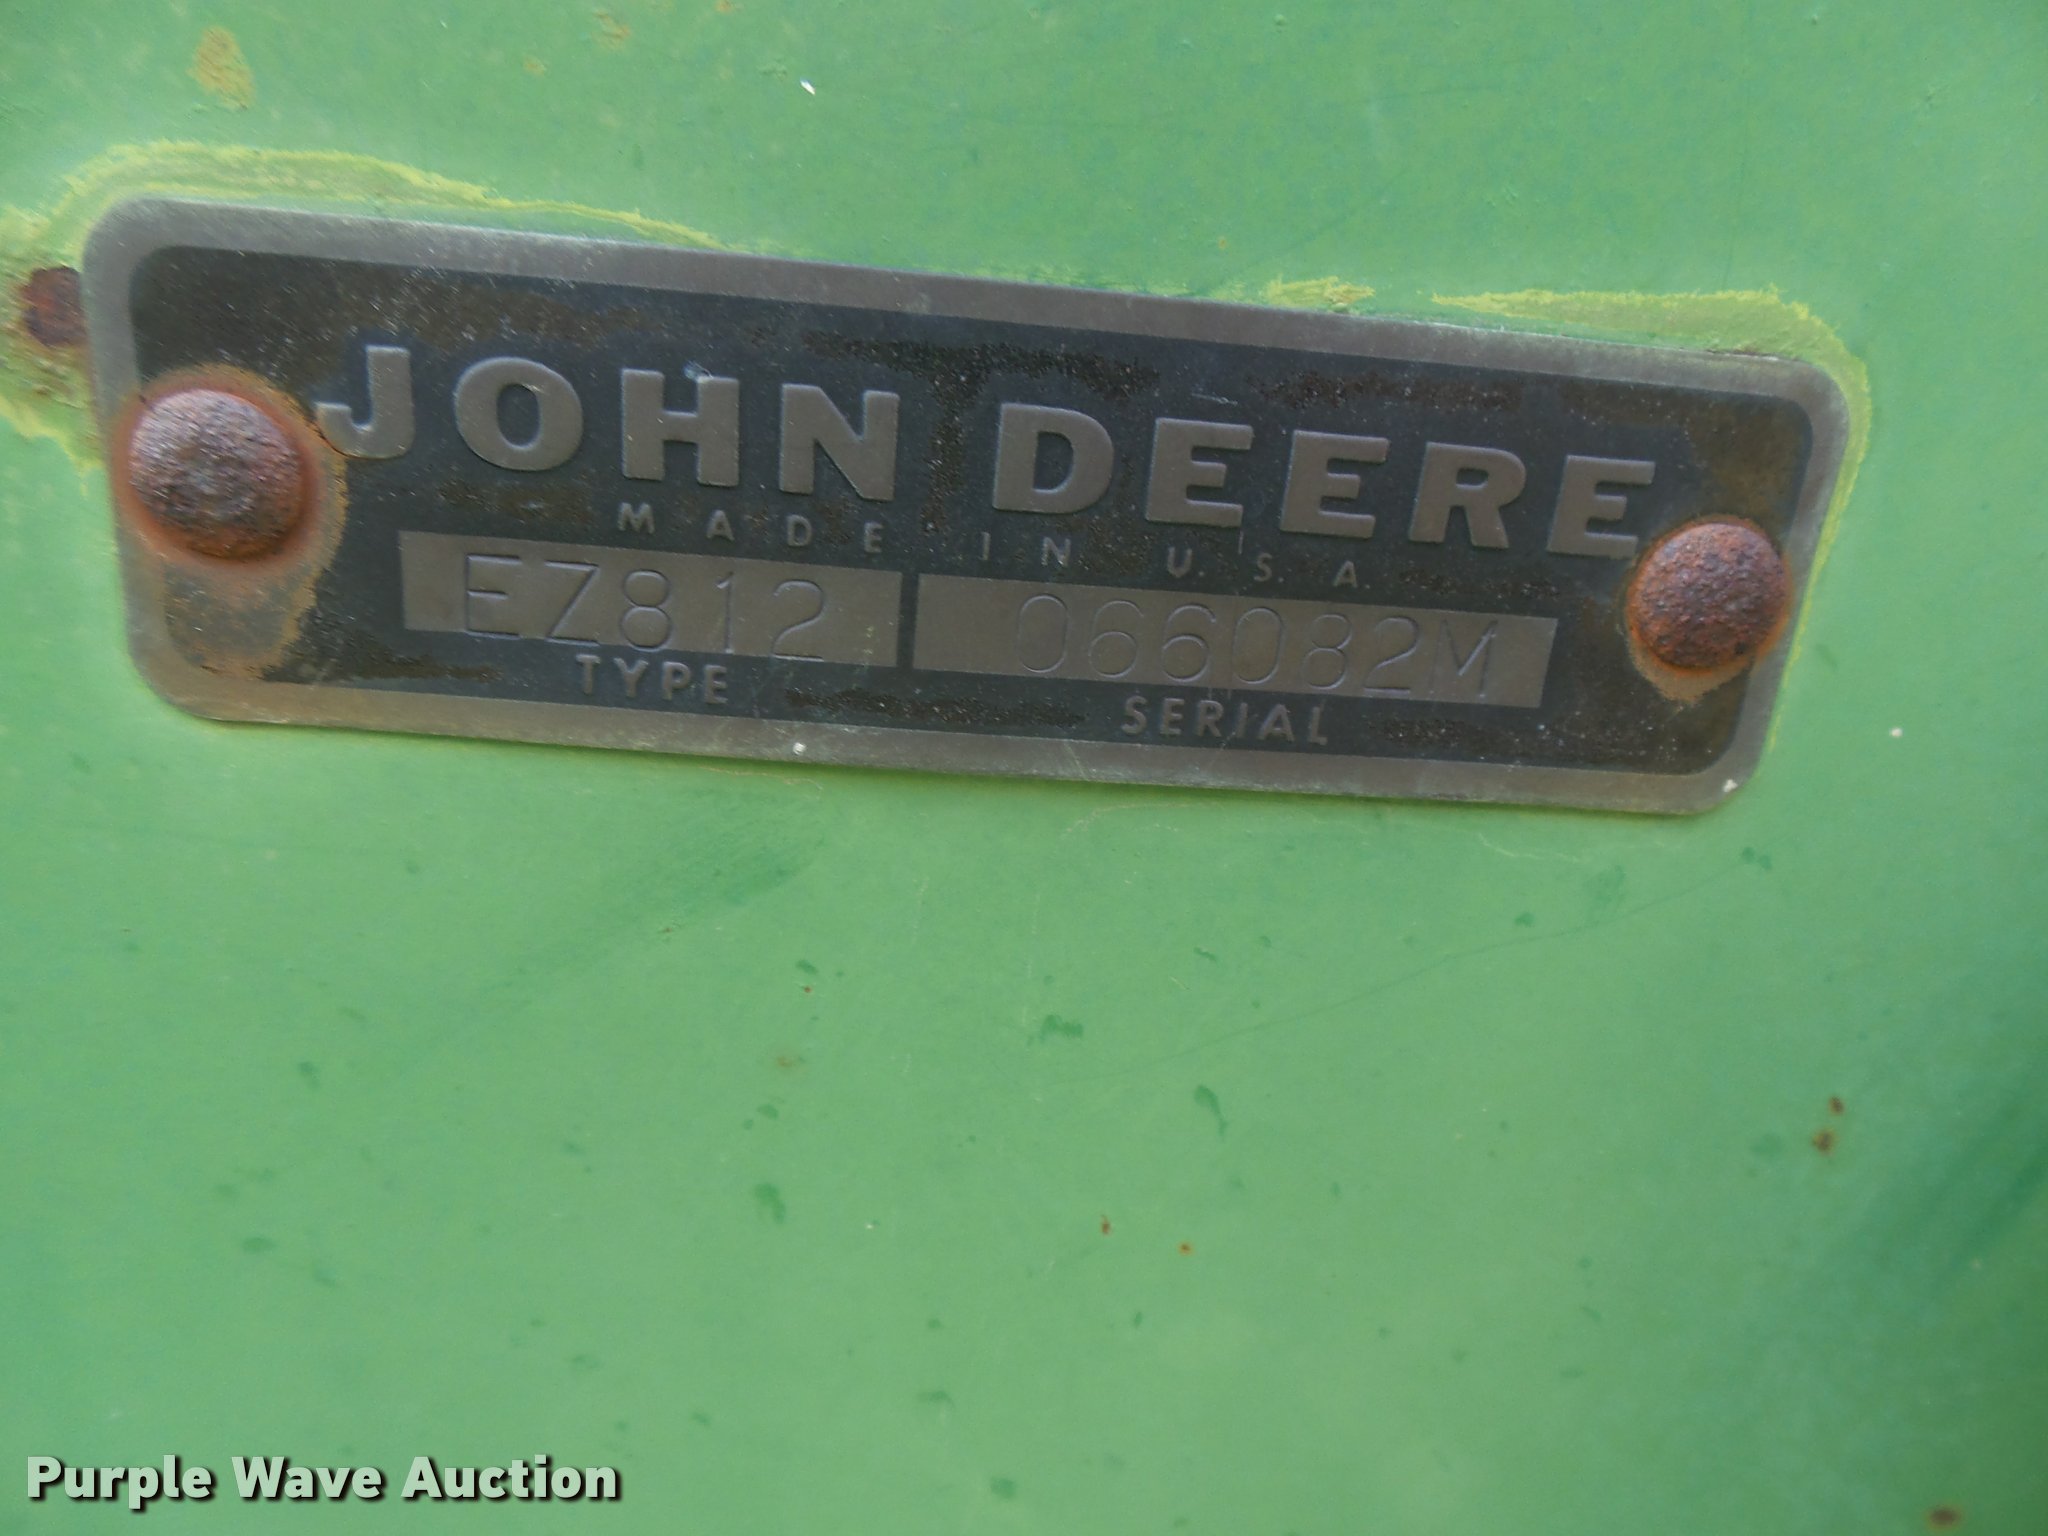 JOHN DEERE
MADE IN U.S.A.
EZ812 066082M
TYPE SERIAL
Purple Wave Auction